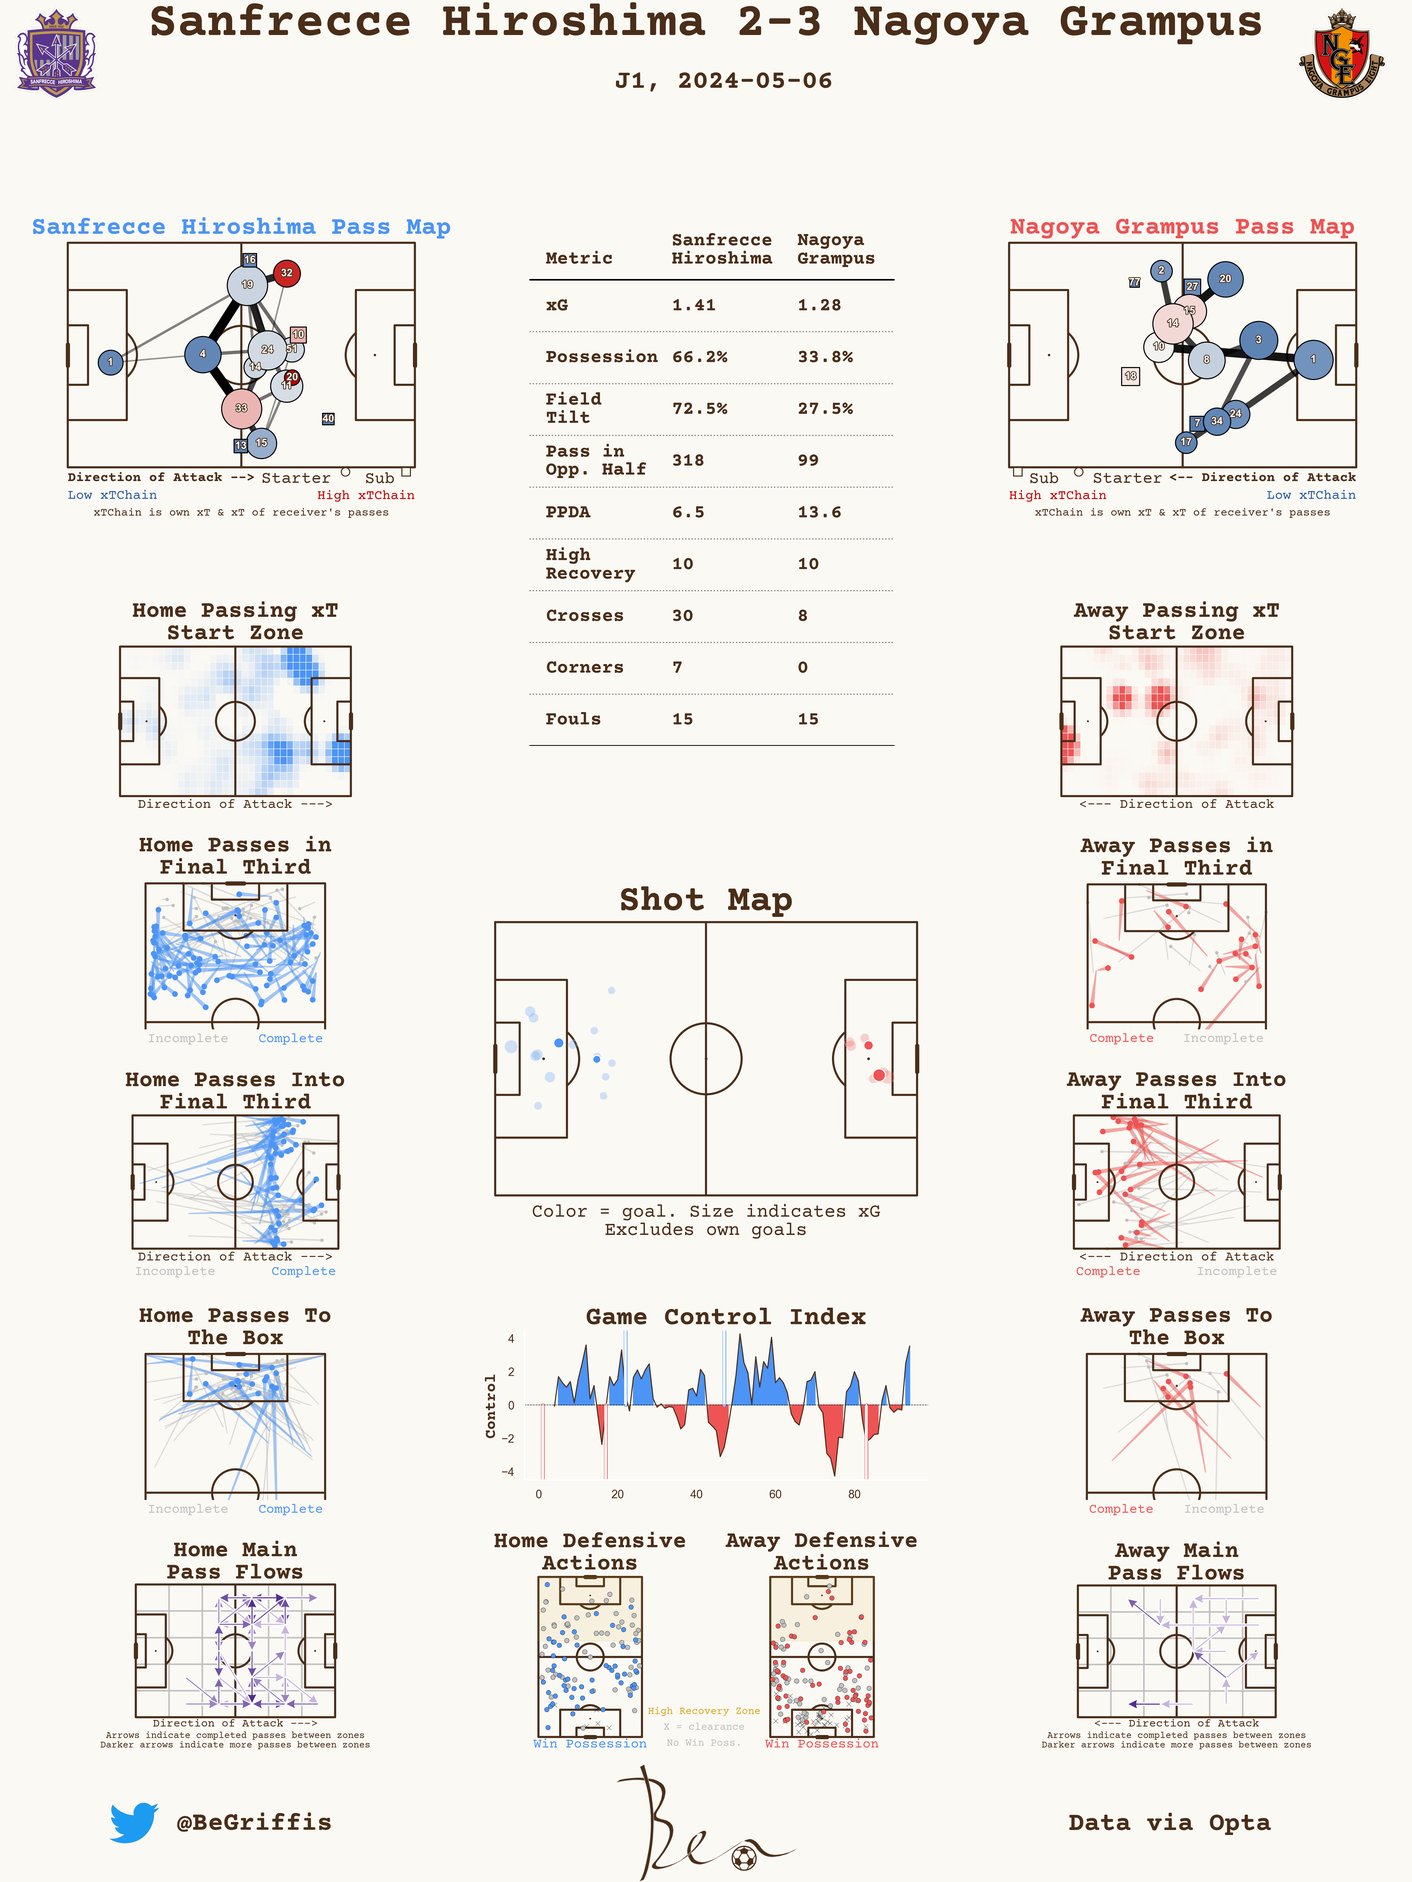 Sanfrecce Hiroshima 2-3 Nagoya Grampus
J1, 2024-05-06
SANFRECCE HIROSHIMA
NGE
NAGOYA GRAMPUS EIGHT
Sanfrecce Hiroshima Pass Map
16
32
19
10
4
24
51
1
14
20
11
33
40
13
15
Direction of Attack --> Starter Sub
Low xTChain High xTChain
xTChain is own xT & xT of receiver's passes
Metric Sanfrecce Hiroshima Nagoya Grampus
xG 1.41 1.28
Possession 66.2% 33.8%
Field Tilt 72.5% 27.5%
Pass in Opp. Half 318 99
PPDA 6.5 13.6
High Recovery 10 10
Crosses 30 8
Corners 7 0
Fouls 15 15
Nagoya Grampus Pass Map
2
77
27
20
15
14
10
3
8
1
18
24
7
34
17
Sub Starter <-- Direction of Attack
High xTChain Low xTChain
xTChain is own xT & xT of receiver's passes
Home Passing xT
Start Zone
Direction of Attack --->
Away Passing xT
Start Zone
<--- Direction of Attack
Home Passes in
Final Third
Incomplete Complete
Away Passes in
Final Third
Complete Incomplete
Shot Map
Color = goal. Size indicates xG
Excludes own goals
Home Passes Into
Final Third
Direction of Attack --->
Incomplete Complete
Away Passes Into
Final Third
<--- Direction of Attack
Complete Incomplete
Home Passes To
The Box
Incomplete Complete
Game Control Index
Control
4
2
0
−2
−4
0 20 40 60 80
Away Passes To
The Box
Complete Incomplete
Home Main
Pass Flows
Direction of Attack --->
Arrows indicate completed passes between zones
Darker arrows indicate more passes between zones
Home Defensive
Actions
Win Possession
High Recovery Zone
X = clearance
No Win Poss.
Away Defensive
Actions
Win Possession
Away Main
Pass Flows
<--- Direction of Attack
Arrows indicate completed passes between zones
Darker arrows indicate more passes between zones
@BeGriffis
Ben
Data via Opta